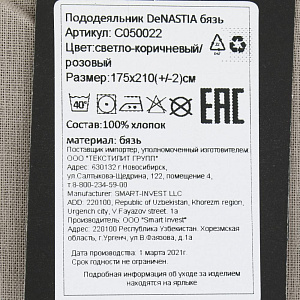 Пододеяльник DeNASTIA бязь
Артикул: C050022
Цвет:светло-коричневый/
розовый
Размер:175x210(+/-2)см
40°
EAC
Состав:100% хлопок
материал: бязь
Поставщик импортер, уполномоченный изготовителем
ООО "ТЕКСТИЛИТ ГРУПП"
Адрес: 630132 г Новосибирск
ул Салтыкова-Щедрина, 122, помещение 4,
т.8-800-234-59-00
Изготовитель: SMART-INVEST LLC
ADD. 220100, Republic of Uzbekistan, Khorezm region,
Urgench city, V.Fayazov street. 1a
Изготовитель: ООО "Smart Invest"
Адрес: 220100 Республика Узбекистан. Хорезмская
область, г.Ургенч, ул В.Фаязова, д.1а
Дата производства: 1 марта 2021г
Срок годности не ограничен.
Подробная информация об уходе за изделием
находится на ярлыке